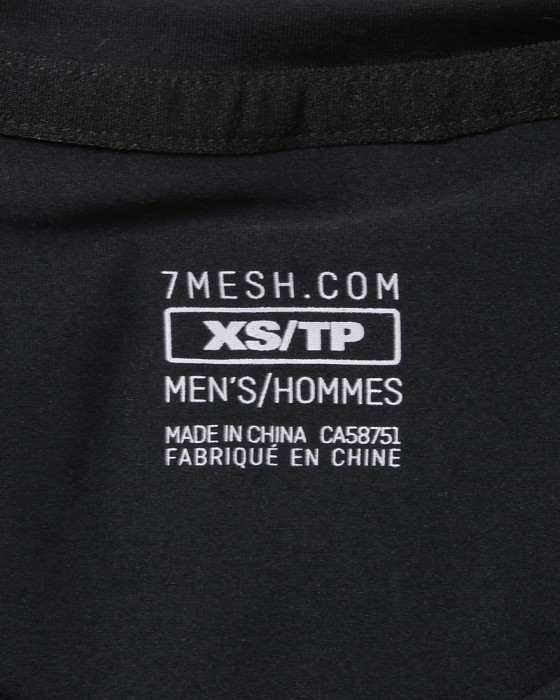 7MESH.COM
XS/TP
MEN'S/HOMMES
MADE IN CHINA CA58751
FABRIQUÉ EN CHINE